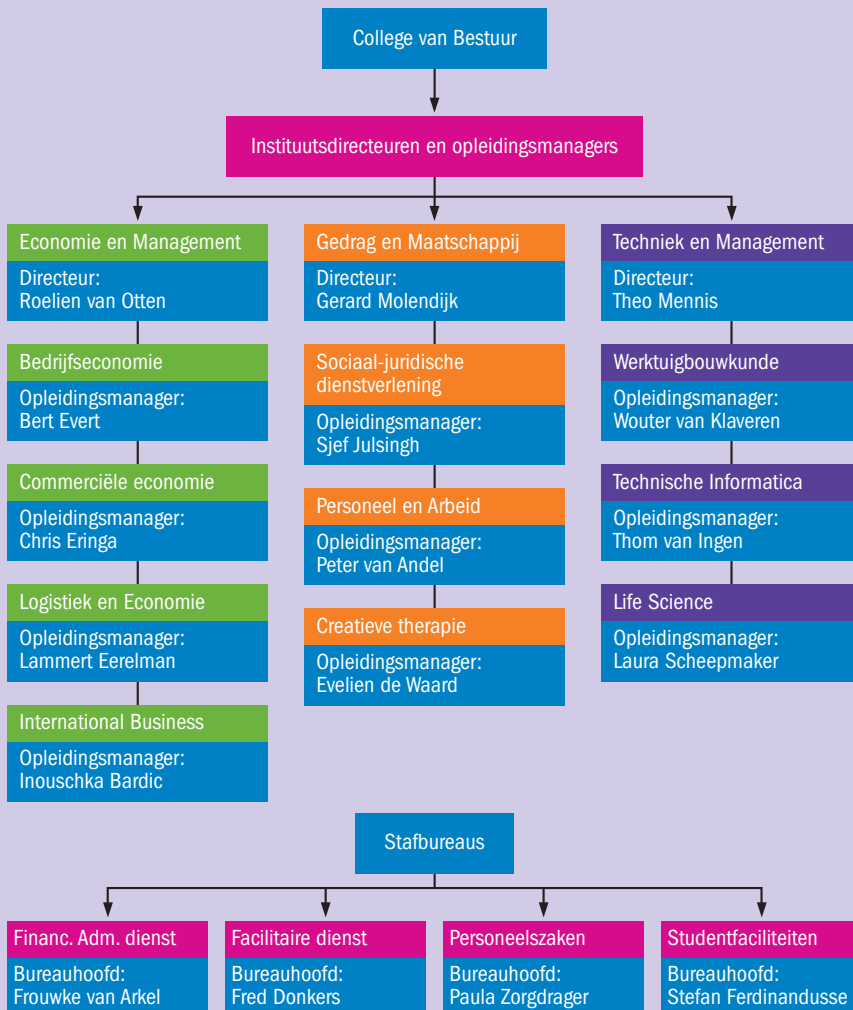 College van Bestuur
Instituutsdirecteuren en opleidingsmanagers
Economie en Management
Directeur:
Roelien van Otten
Bedrijfseconomie
Opleidingsmanager:
Bert Evert
Commerciële economie
Opleidingsmanager:
Chris Eringa
Logistiek en Economie
Opleidingsmanager:
Lammert Eerelman
International Business
Opleidingsmanager:
Inouschka Bardic
Gedrag en Maatschappij
Directeur:
Gerard Molendijk
Sociaal-juridische
dienstverlening
Opleidingsmanager:
Sjef Julsingh
Personeel en Arbeid
Opleidingsmanager:
Peter van Andel
Creatieve therapie
Opleidingsmanager:
Evelien de Waard
Techniek en Management
Directeur:
Theo Mennis
Werktuigbouwkunde
Opleidingsmanager:
Wouter van Klaveren
Technische Informatica
Opleidingsmanager:
Thom van Ingen
Life Science
Opleidingsmanager:
Laura Scheepmaker
Stafbureaus
Financ. Adm. dienst
Bureauhoofd:
Frouwke van Arkel
Facilitaire dienst
Bureauhoofd:
Fred Donkers
Personeelszaken
Bureauhoofd:
Paula Zorgdrager
Studentfaciliteiten
Bureauhoofd:
Stefan Ferdinandusse